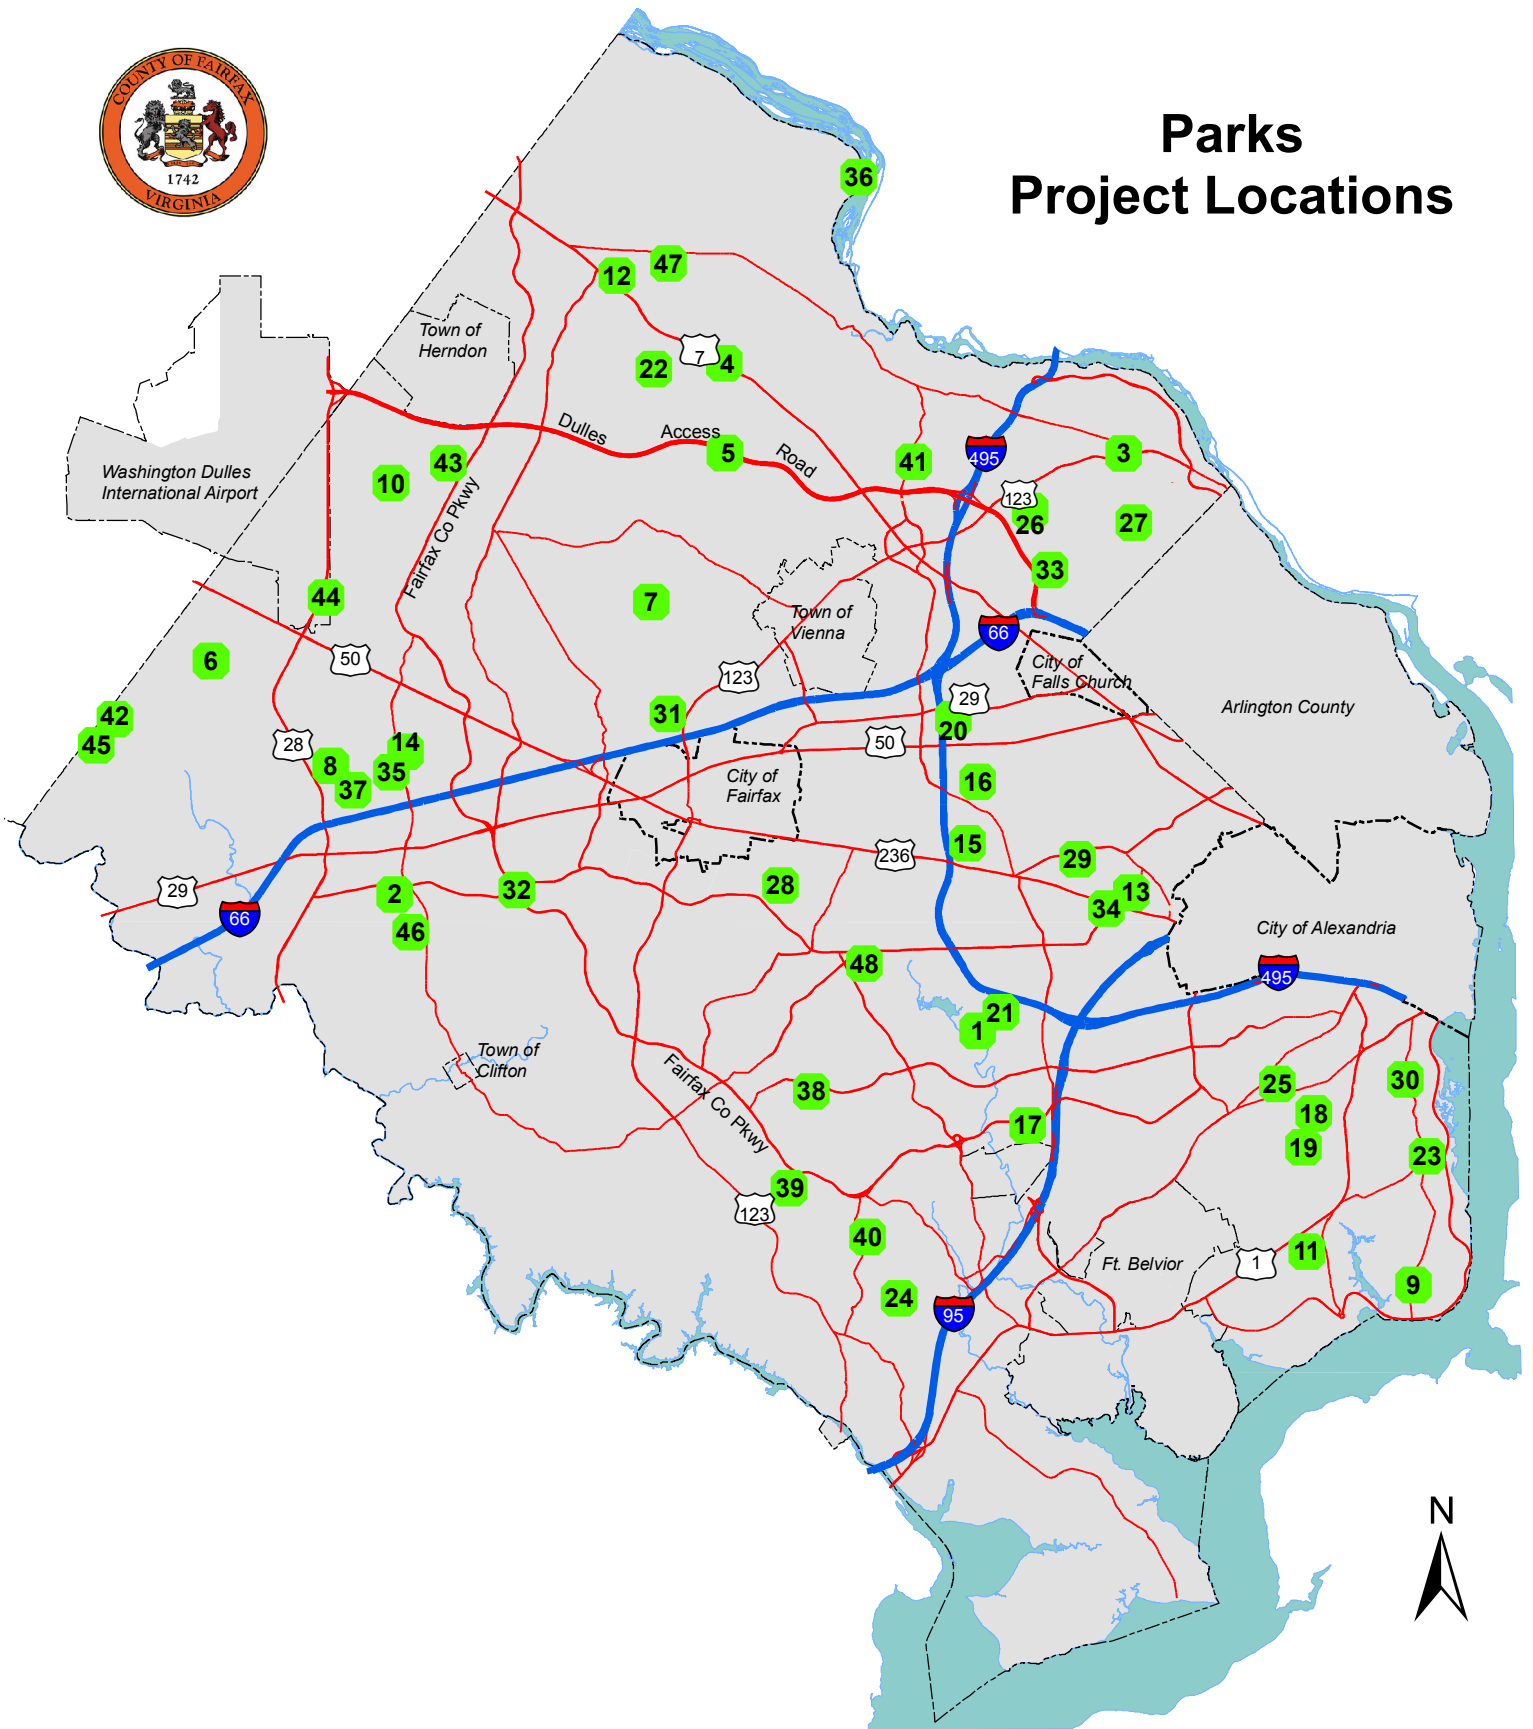 COUNTY OF FAIRFAX
1742
VIRGINIA
Parks
Project Locations
36
47
12
Town of
Herndon
7
4
22
Dulles
Access
Road
5
41
495
3
43
10
Washington Dulles
International Airport
Fairfax Co Pkwy
123
26
27
33
44
7
Town of
Vienna
66
6
50
123
City of
Falls Church
29
20
Arlington County
42
45
31
28
14
8
35
37
50
City of
Fairfax
16
15
236
29
28
13
34
29
2
32
66
46
City of Alexandria
48
495
21
1
Town of
Clifton
Fairfax Co Pkwy
38
25
30
18
17
19
23
39
123
40
11
1
Ft. Belvior
9
24
95
N